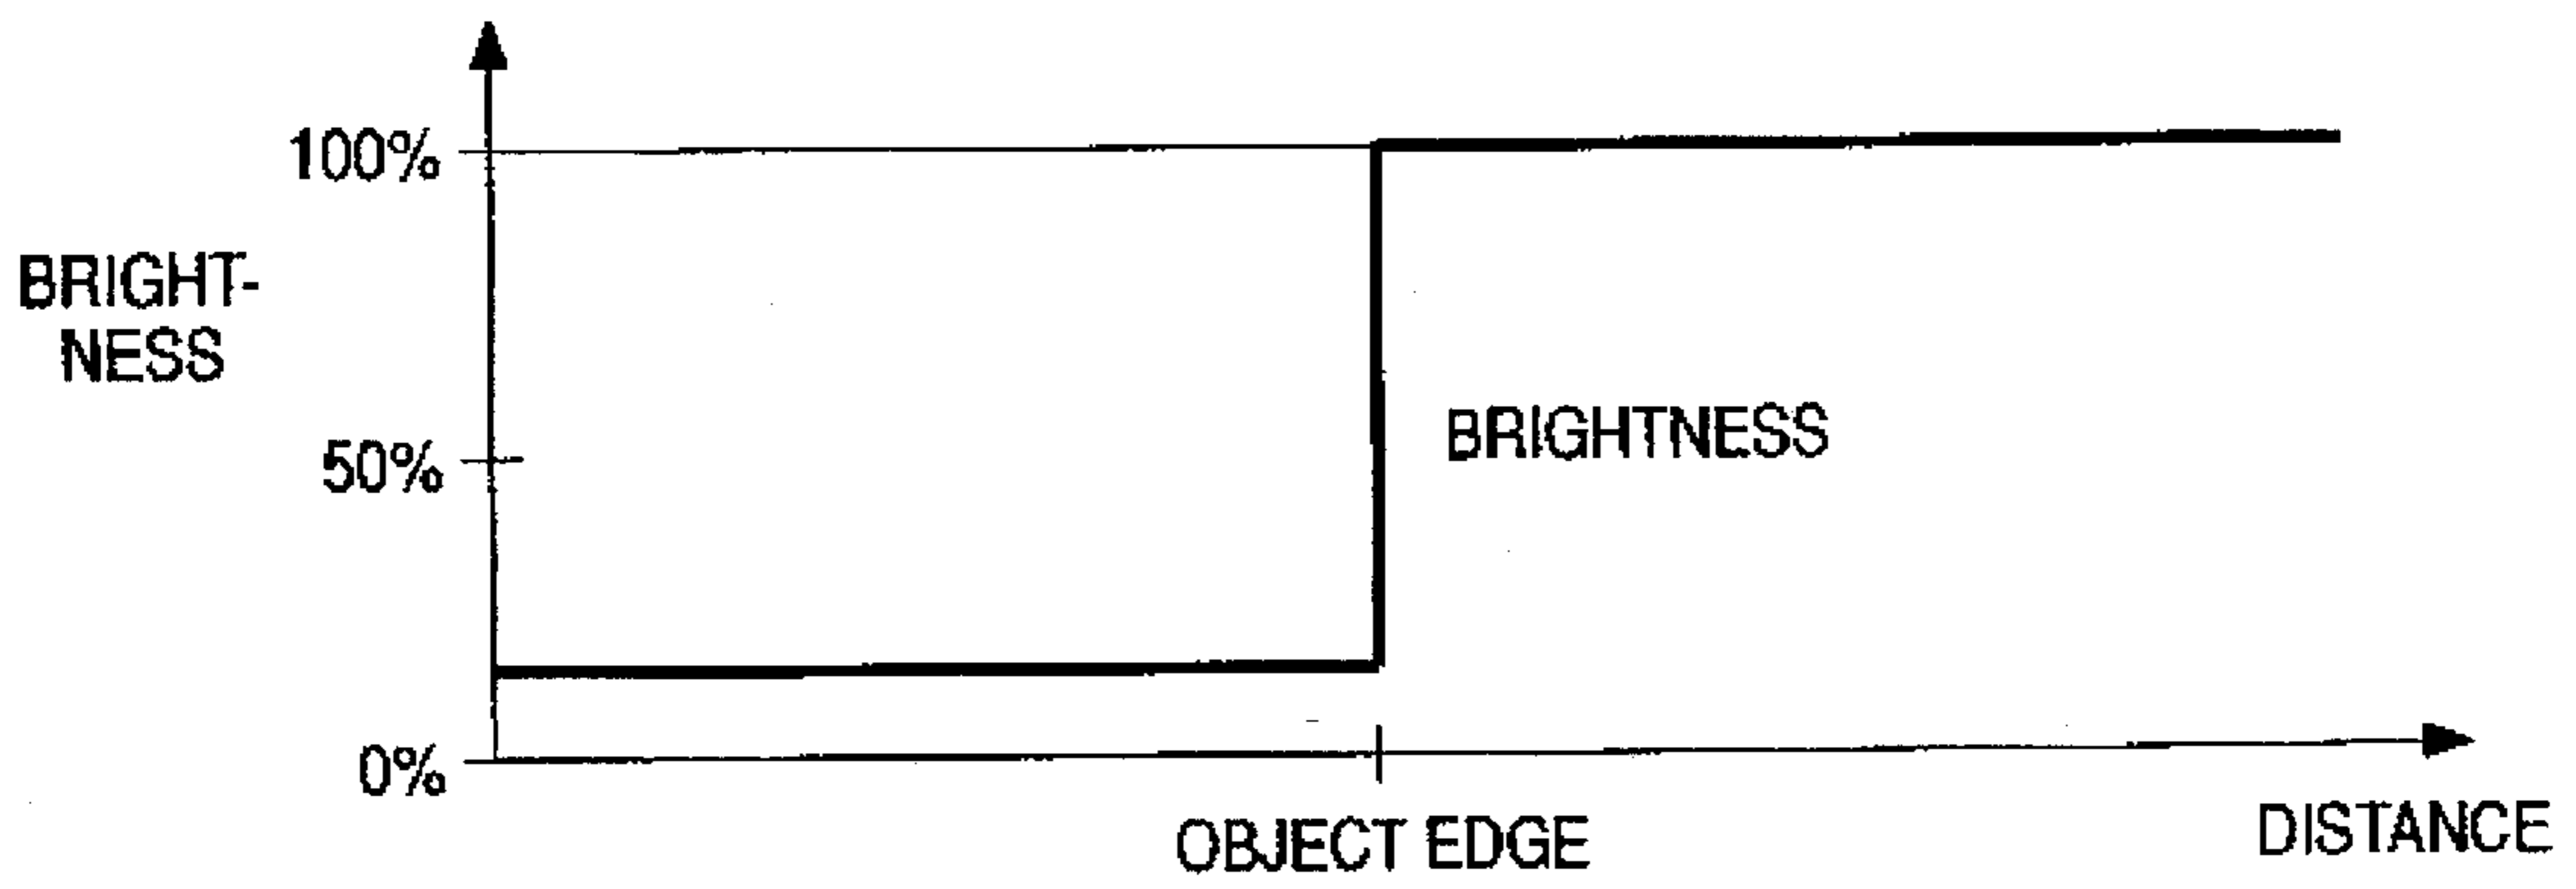 100%
BRIGHT-
NESS
BRIGHTNESS
50%
0%
OBJECT EDGE
DISTANCE